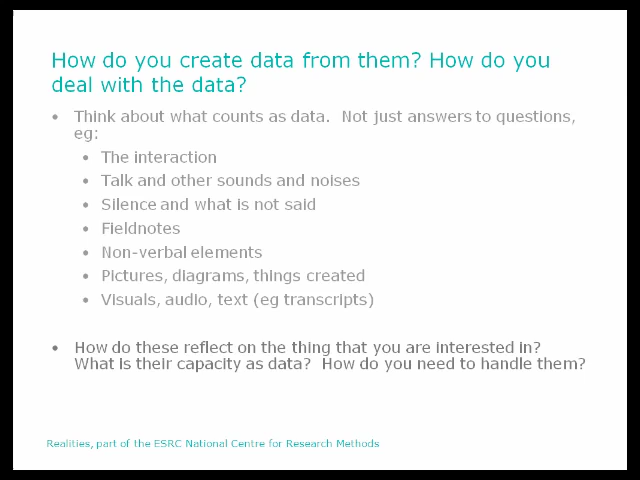 How do you create data from them? How do you
deal with the data?
• Think about what counts as data.  Not just answers to questions,
eg:
• The interaction
• Talk and other sounds and noises
• Silence and what is not said
• Fieldnotes
• Non-verbal elements
• Pictures, diagrams, things created
• Visuals, audio, text (eg transcripts)
• How do these reflect on the thing that you are interested in?
What is their capacity as data?  How do you need to handle them?
Realities, part of the ESRC National Centre for Research Methods